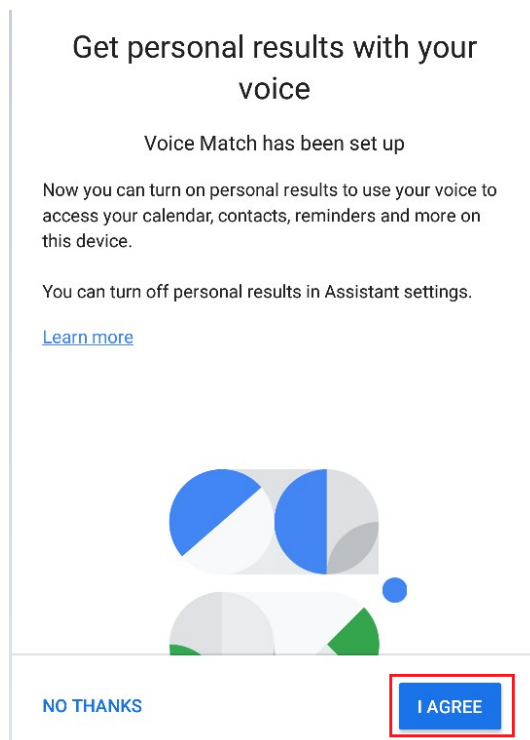 Get personal results with your
voice
Voice Match has been set up
Now you can turn on personal results to use your voice to
access your calendar, contacts, reminders and more on
this device.
You can turn off personal results in Assistant settings.
Learn more
NO THANKS
I AGREE